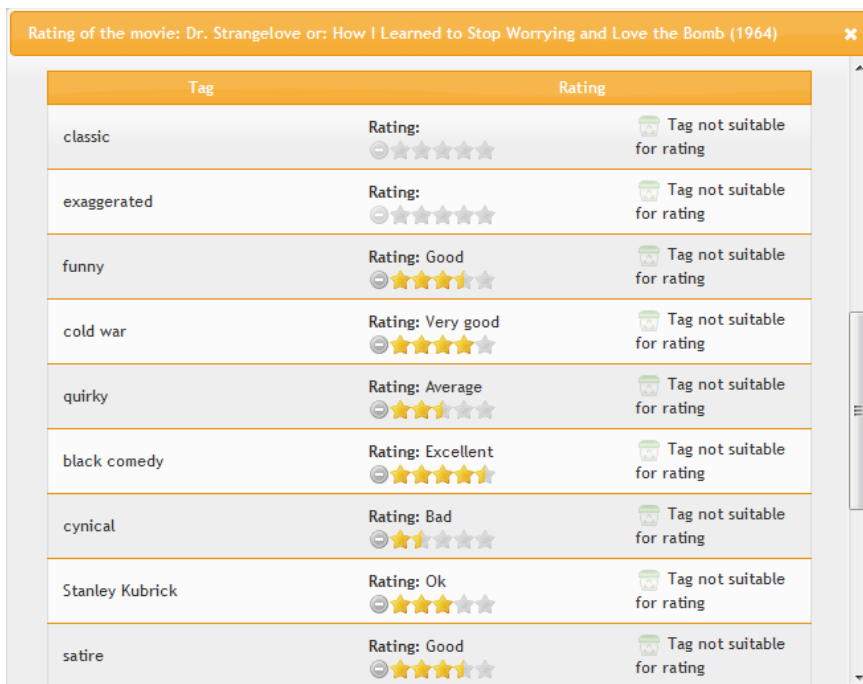 Rating of the movie: Dr. Strangelove or: How I Learned to Stop Worrying and Love the Bomb (1964)
Tag Rating
classic
Rating:
Tag not suitable
for rating
exaggerated
Rating:
Tag not suitable
for rating
funny
Rating: Good
Tag not suitable
for rating
cold war
Rating: Very good
Tag not suitable
for rating
quirky
Rating: Average
Tag not suitable
for rating
black comedy
Rating: Excellent
Tag not suitable
for rating
cynical
Rating: Bad
Tag not suitable
for rating
Stanley Kubrick
Rating: Ok
Tag not suitable
for rating
satire
Rating: Good
Tag not suitable
for rating